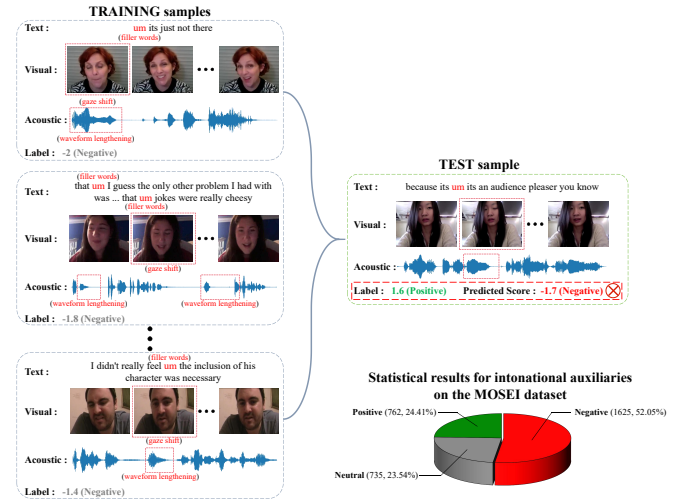 TRAINING samples
Text : um its just not there
(filler words)
Visual :
(gaze shift)
Acoustic :
(waveform lengthening)
Label : -2 (Negative)
(filler words)
Text : that um I guess the only other problem I had with
was ... that um jokes were really cheesy
(filler words)
Visual :
(gaze shift)
Acoustic :
(waveform lengthening) (waveform lengthening)
Label : -1.8 (Negative)
(filler words)
Text : I didn't really feel um the inclusion of his
character was necessary
Visual :
(gaze shift)
Acoustic :
(waveform lengthening)
Label : -1.4 (Negative)
TEST sample
Text : because its um its an audience pleaser you know
Visual :
Acoustic :
Label : 1.6 (Positive) Predicted Score : -1.7 (Negative)
Statistical results for intonational auxiliaries
on the MOSEI dataset
Positive (762, 24.41%)
Negative (1625, 52.05%)
Neutral (735, 23.54%)